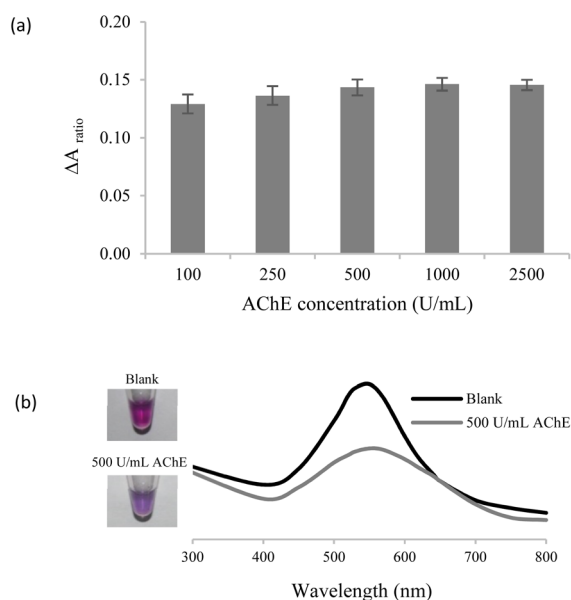 (a)
0.20
0.15
0.10
0.05
0.00
ΔA ratio
100 250 500 1000 2500
AChE concentration (U/mL)
(b)
Blank
500 U/mL AChE
Blank
500 U/mL AChE
300 400 500 600 700 800
Wavelength (nm)